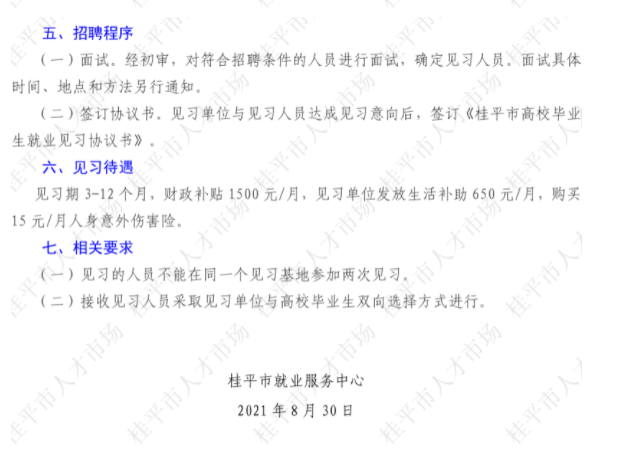 五、招聘程序
（一）面试。经初审，对符合招聘条件的人员进行面试，确定见习人员。面试具体
时间、地点和方法另行通知。
（二）签订协议书。见习单位与见习人员达成见习意向后，签订《桂平市高校毕业
生就业见习协议书》。
六、见习待遇
见习期 3-12 个月，财政补贴 1500 元/月，见习单位发放生活补助 650 元/月，购买
15 元/月人身意外伤害险。
七、相关要求
（一）见习的人员不能在同一个见习基地参加两次见习。
（二）接收见习人员采取见习单位与高校毕业生双向选择方式进行。
桂平市就业服务中心
2021 年 8 月 30 日
桂平市人才市场